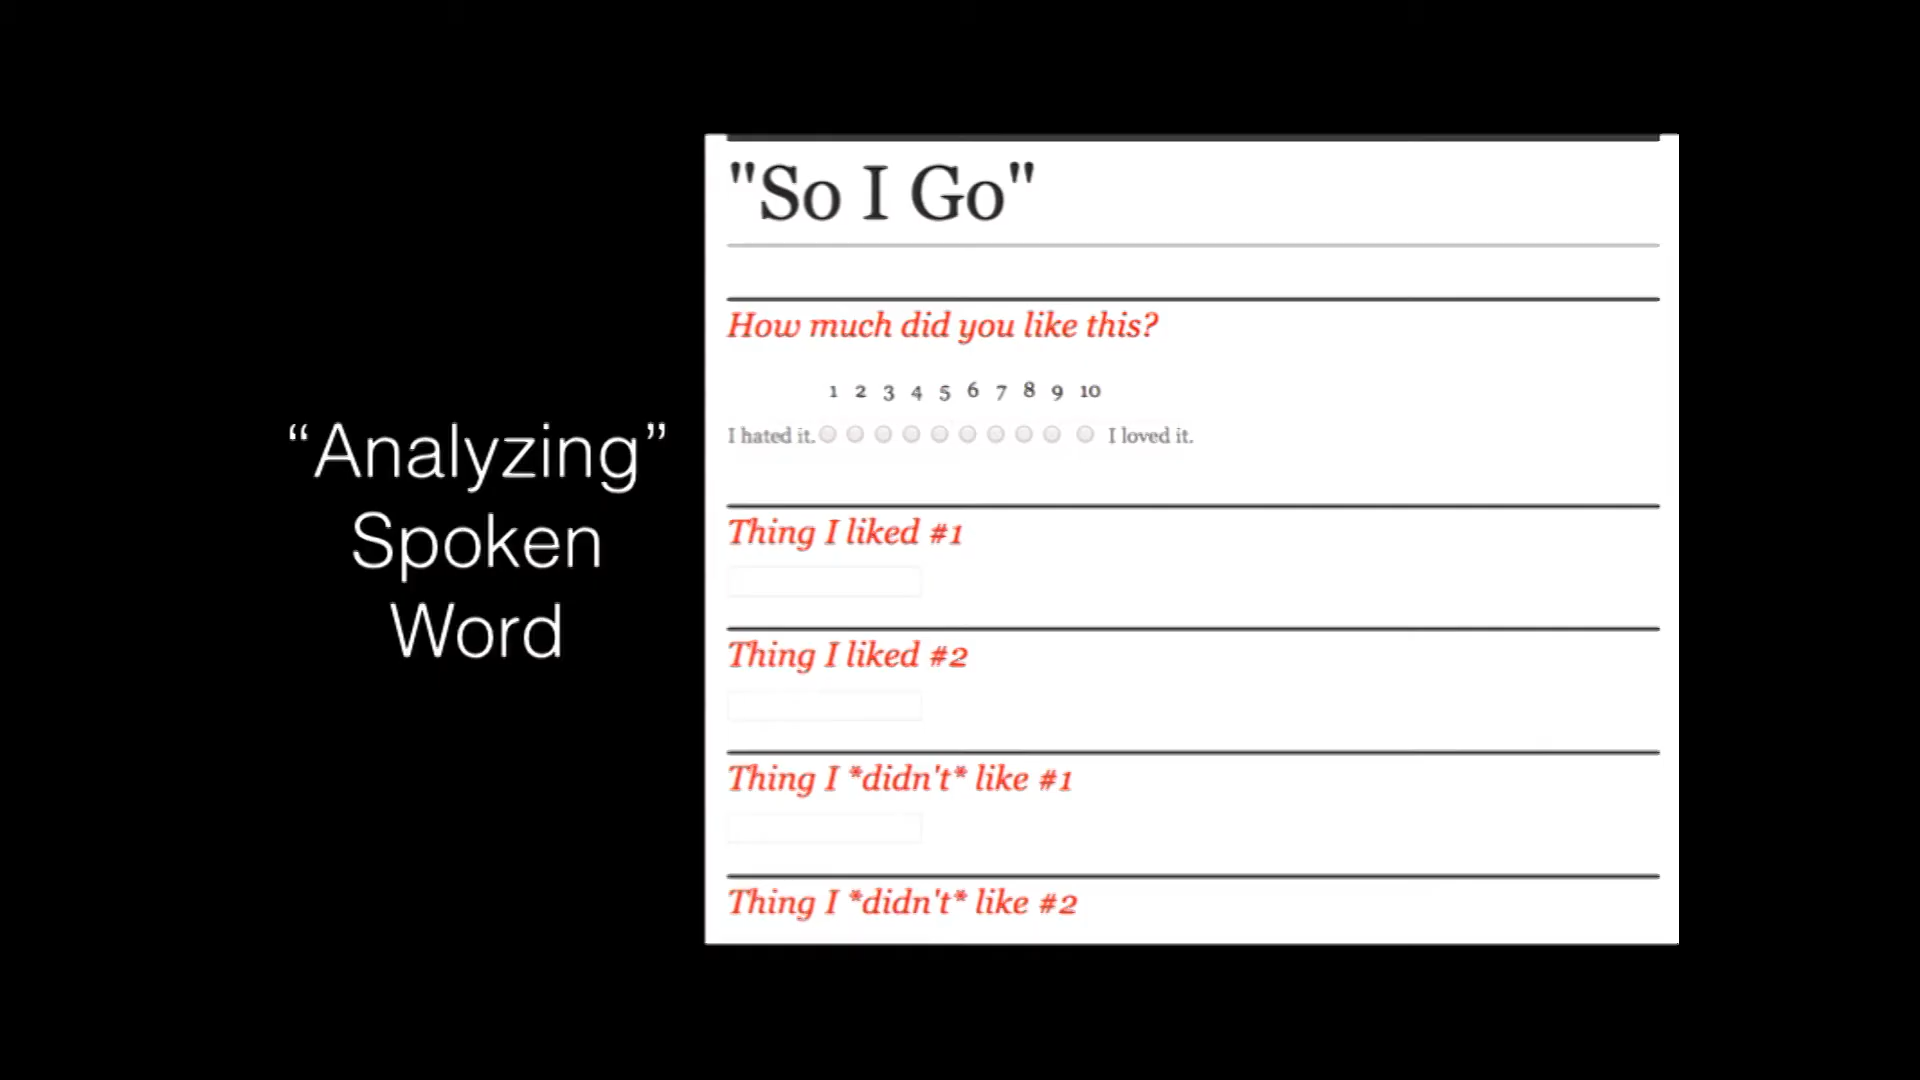 “Analyzing”
Spoken
Word
"So I Go"
How much did you like this?
1 2 3 4 5 6 7 8 9 10
I hated it. I loved it.
Thing I liked #1
Thing I liked #2
Thing I *didn't* like #1
Thing I *didn't* like #2